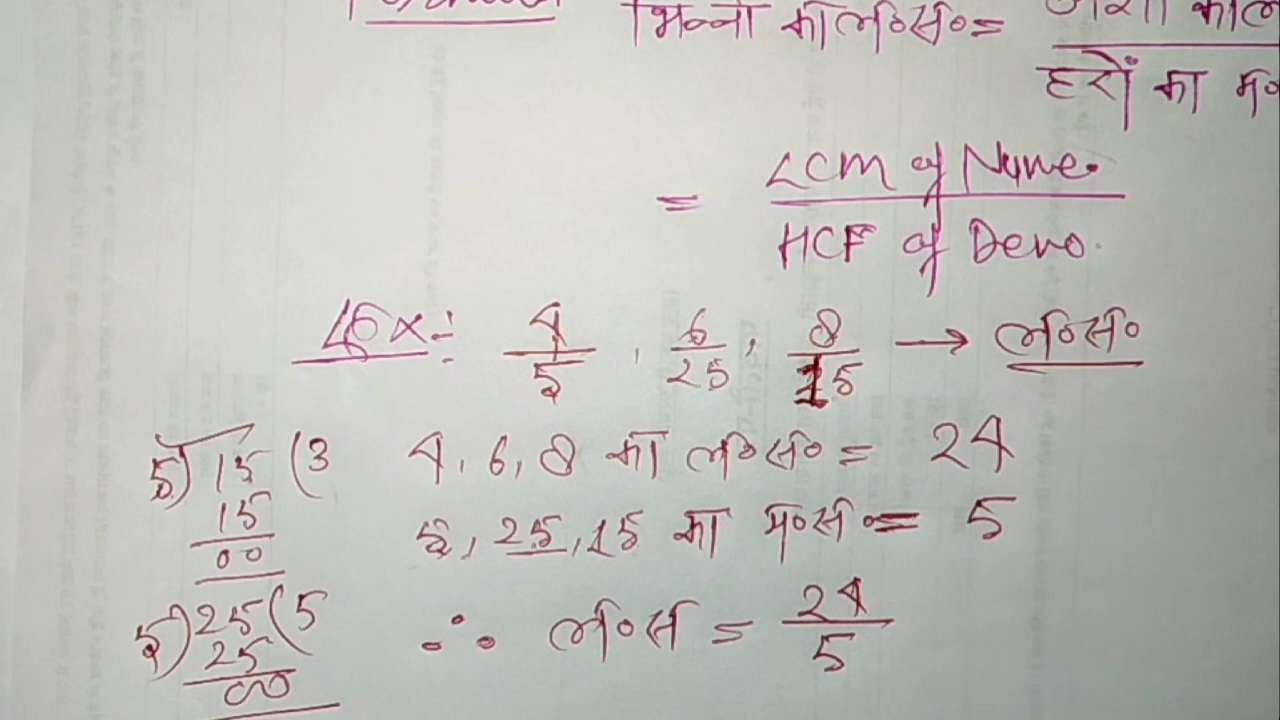 भिन्नों का ल०स०=
हरों का म०
= LCM of Nume.
HCF of Deno.
Ex:- 4/5, 6/25, 8/15 → ल०स०
5)15(3
15
00
4, 6, 8 का ल०स० = 24
5, 25, 15 का म०स० = 5
5)25(5
25
00
∴ ल०स = 24/5